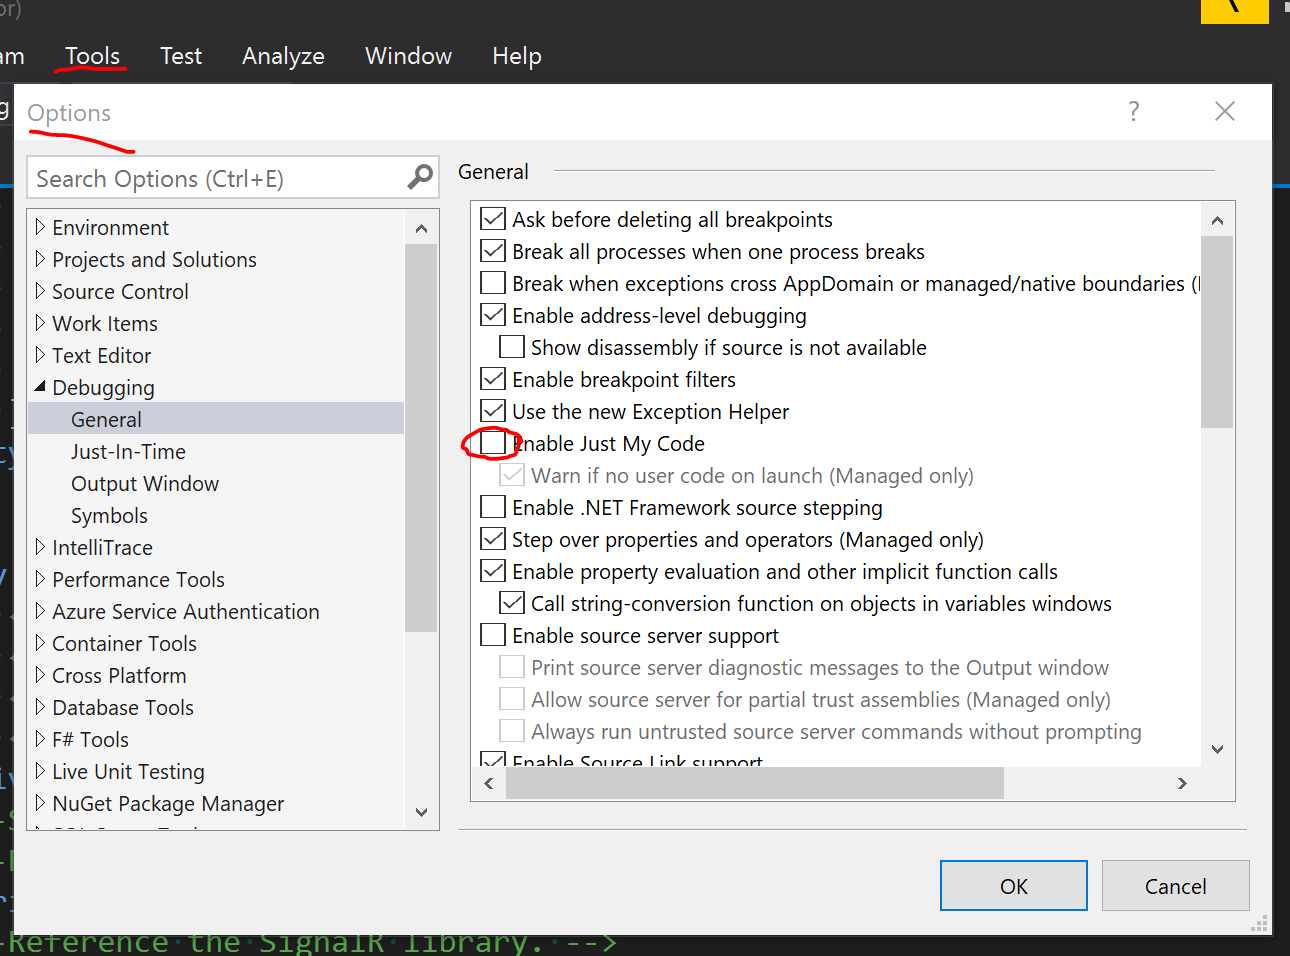 or)
am Tools Test Analyze Window Help
g
Options ?
Search Options (Ctrl+E)
Environment
Projects and Solutions
Source Control
Work Items
Text Editor
Debugging
General
Just-In-Time
Output Window
Symbols
IntelliTrace
Performance Tools
Azure Service Authentication
Container Tools
Cross Platform
Database Tools
F# Tools
Live Unit Testing
NuGet Package Manager
General
Ask before deleting all breakpoints
Break all processes when one process breaks
Break when exceptions cross AppDomain or managed/native boundaries (
Enable address-level debugging
Show disassembly if source is not available
Enable breakpoint filters
Use the new Exception Helper
Enable Just My Code
Warn if no user code on launch (Managed only)
Enable .NET Framework source stepping
Step over properties and operators (Managed only)
Enable property evaluation and other implicit function calls
Call string-conversion function on objects in variables windows
Enable source server support
Print source server diagnostic messages to the Output window
Allow source server for partial trust assemblies (Managed only)
Always run untrusted source server commands without prompting
Enable Source Link support
OK Cancel
-Reference the SignalR library. -->